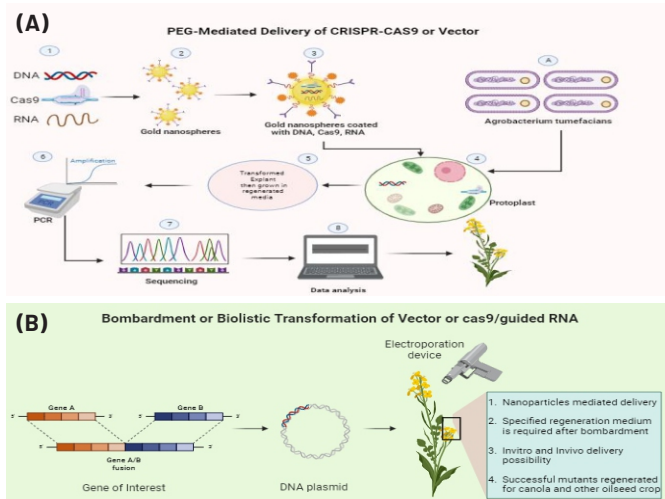 (A)
PEG-Mediated Delivery of CRISPR-CAS9 or Vector
1
2
3
A
DNA
Cas9
RNA
Gold nanospheres
Gold nanospheres coated
with DNA, Cas9, RNA
Agrobacterium tumefacians
6
5
4
Amplification
Transformed
Explant
then grown in
regenerated
media
Protoplast
PCR
7
8
Sequencing
Data analysis
(B)
Bombardment or Biolistic Transformation of Vector or cas9/guided RNA
Electroporation
device
5'
Gene A
3'
5'
Gene B
3'
5'
3'
Gene A/B
fusion
Gene of Interest
DNA plasmid
1. Nanoparticles mediated delivery
2. Specified regeneration medium
is required after bombardment
3. Invitro and Invivo delivery
possibility
4. Successful mutants regenerated
for canola and other oilseed crop